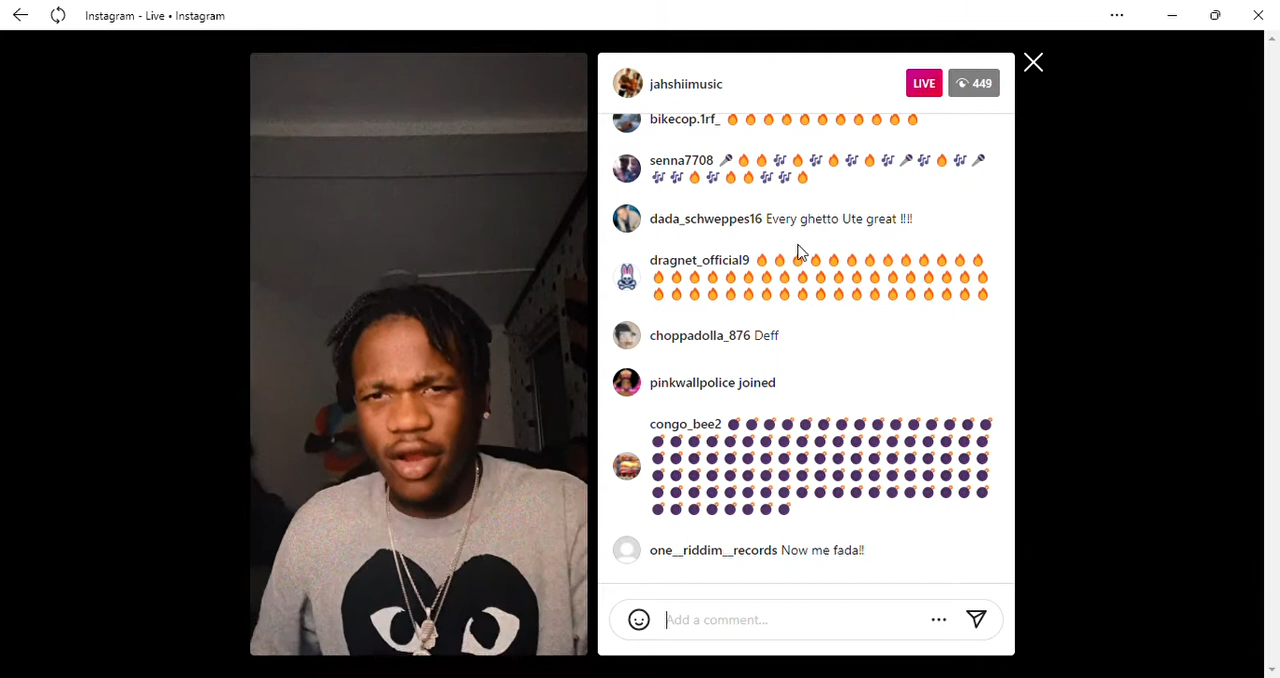 Instagram - Live • Instagram
jahshiimusic
LIVE
449
bikecop.1rf_ 🔥🔥🔥🔥🔥🔥🔥🔥🔥🔥🔥
senna7708 🎤🔥🔥🎶🔥🎶🔥🎶🔥🎶🎤🎶🔥🎶🎤
🎶🎶🔥🎶🔥🔥🎶🎶🔥
dada_schweppes16 Every ghetto Ute great !!!!
dragnet_official9 🔥🔥🔥🔥🔥🔥🔥🔥🔥🔥🔥🔥🔥
🔥🔥🔥🔥🔥🔥🔥🔥🔥🔥🔥🔥🔥🔥🔥🔥🔥🔥🔥
🔥🔥🔥🔥🔥🔥🔥🔥🔥🔥🔥🔥🔥🔥🔥🔥🔥🔥🔥
choppadolla_876 Deff
pinkwallpolice joined
congo_bee2 💣💣💣💣💣💣💣💣💣💣💣💣💣💣💣
💣💣💣💣💣💣💣💣💣💣💣💣💣💣💣💣💣💣💣
💣💣💣💣💣💣💣💣💣💣💣💣💣💣💣💣💣💣💣
💣💣💣💣💣💣💣💣💣💣💣💣💣💣💣💣💣💣💣
💣💣💣💣💣💣💣💣💣💣💣💣💣💣💣💣💣💣💣
💣💣💣💣💣💣💣💣
one__riddim__records Now me fada!!
Add a comment...